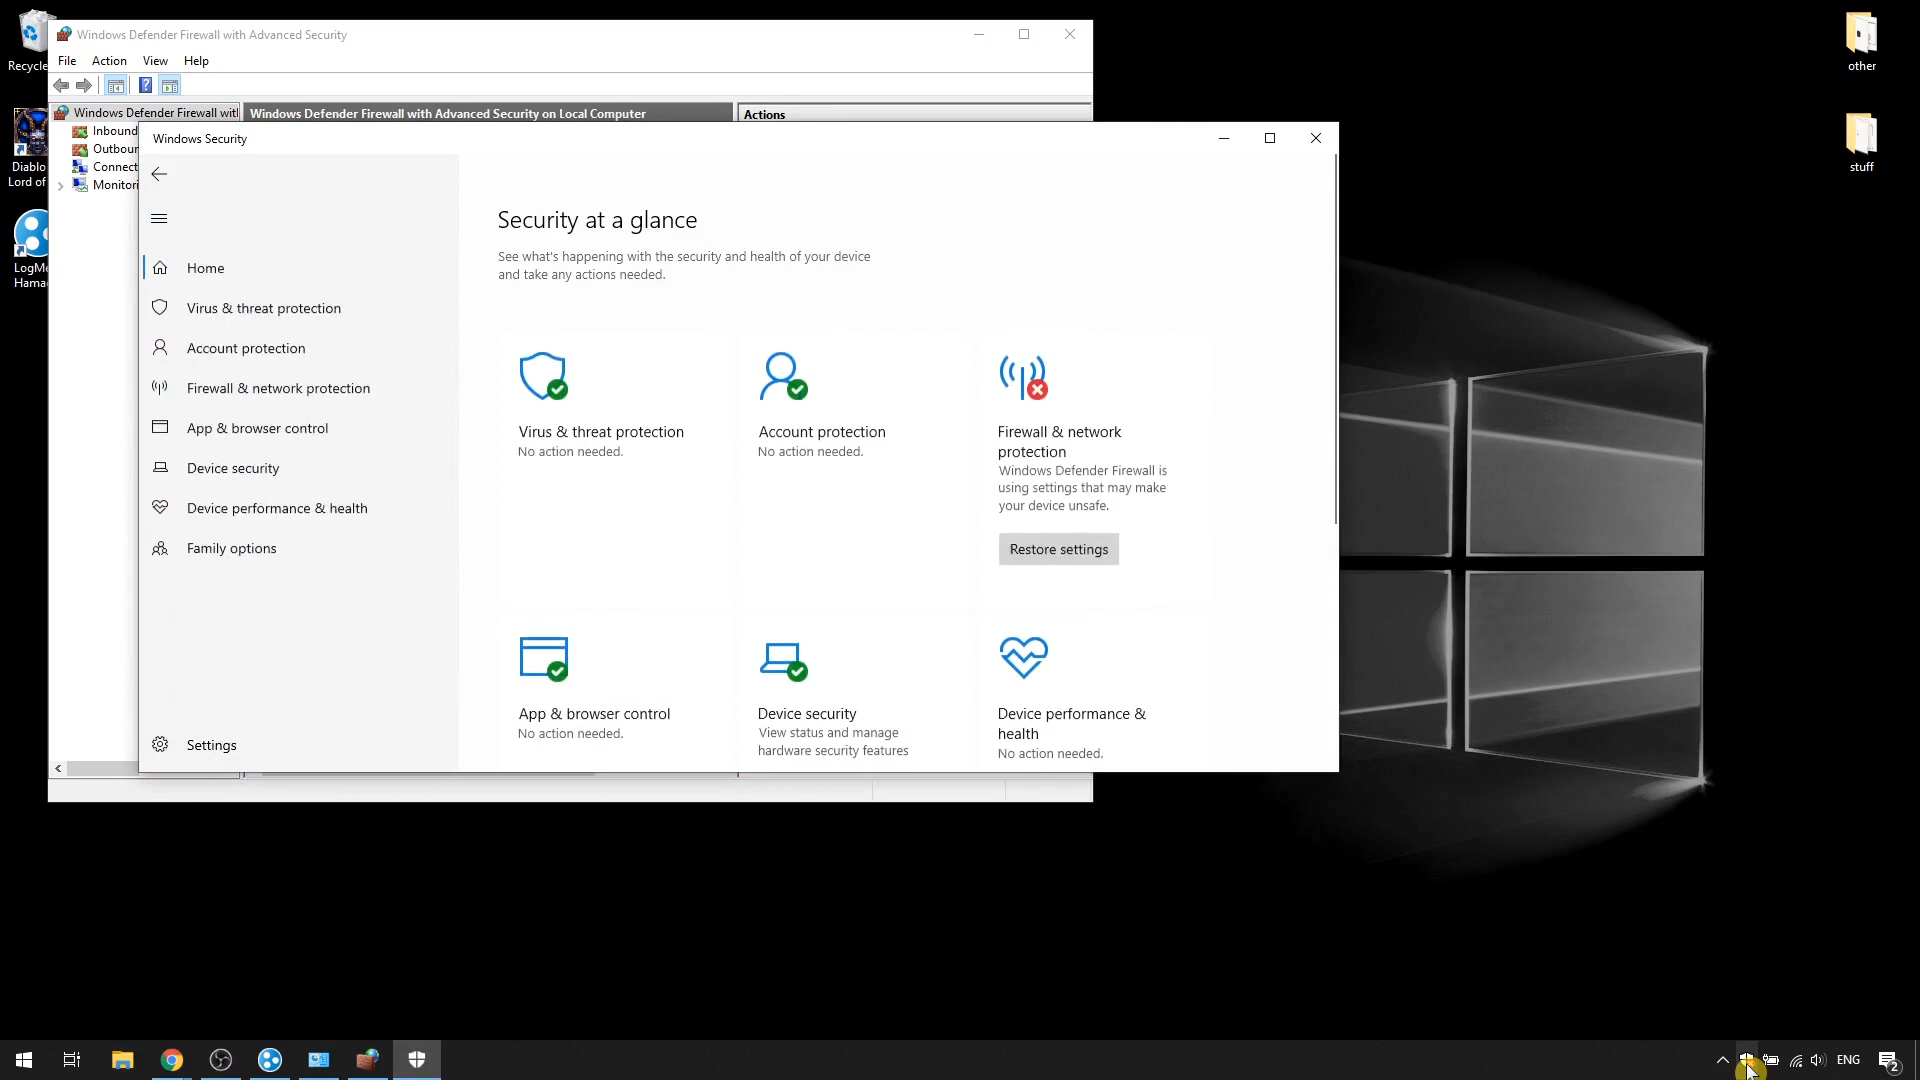 Recycle
Diablo
Lord of
LogMe
Hamac
other
stuff
Windows Defender Firewall with Advanced Security
File Action View Help
Windows Defender Firewall with
Windows Defender Firewall with Advanced Security on Local Computer
Actions
Inbound
Outbour
Connect
Monitori
Windows Security
Home
Virus & threat protection
Account protection
Firewall & network protection
App & browser control
Device security
Device performance & health
Family options
Settings
Security at a glance
See what's happening with the security and health of your device
and take any actions needed.
Virus & threat protection
No action needed.
Account protection
No action needed.
Firewall & network
protection
Windows Defender Firewall is
using settings that may make
your device unsafe.
Restore settings
App & browser control
No action needed.
Device security
View status and manage
hardware security features
Device performance &
health
No action needed.
ENG
2